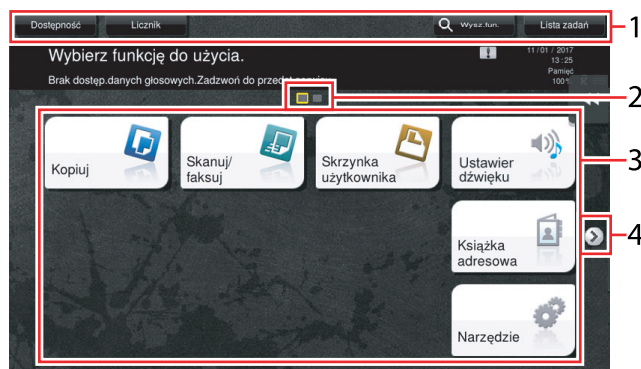 Dostępność Licznik Wysz.fun. Lista zadań
1
Wybierz funkcję do użycia.
11/01 / 2017
13:25
Brak dostęp.danych głosowych.Zadzwoń do przedst.serwisu.
Pamięć
100%
K
2
Kopiuj
Skanuj/
faksuj
Skrzynka
użytkownika
Ustawier
dźwięku
3
4
Książka
adresowa
Narzędzie